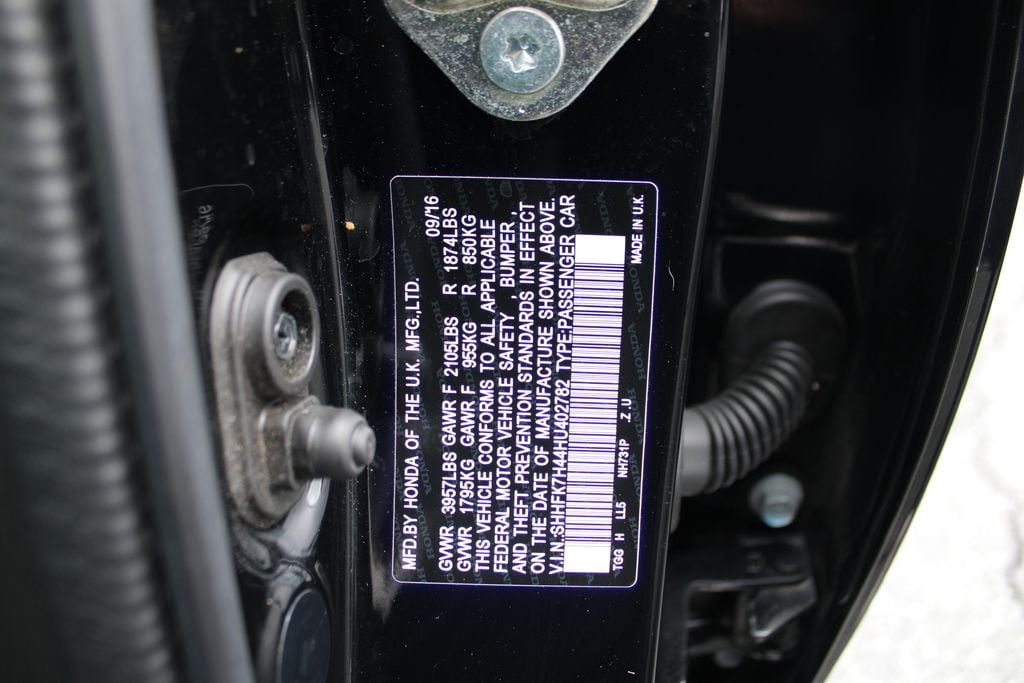 MFD.BY HONDA OF THE U.K. MFG.,LTD. 09/16
GVWR 3957LBS GAWR F 2105LBS R 1874LBS
GVWR 1795KG GAWR F 955KG R 850KG
THIS VEHICLE CONFORMS TO ALL APPLICABLE
FEDERAL MOTOR VEHICLE SAFETY , BUMPER ,
AND THEFT PREVENTION STANDARDS IN EFFECT
ON THE DATE OF MANUFACTURE SHOWN ABOVE.
V.I.N.:SHHFK7H44HU402782 TYPE:PASSENGER CAR
TGG H LL5 NH731P .Z U MADE IN U.K.